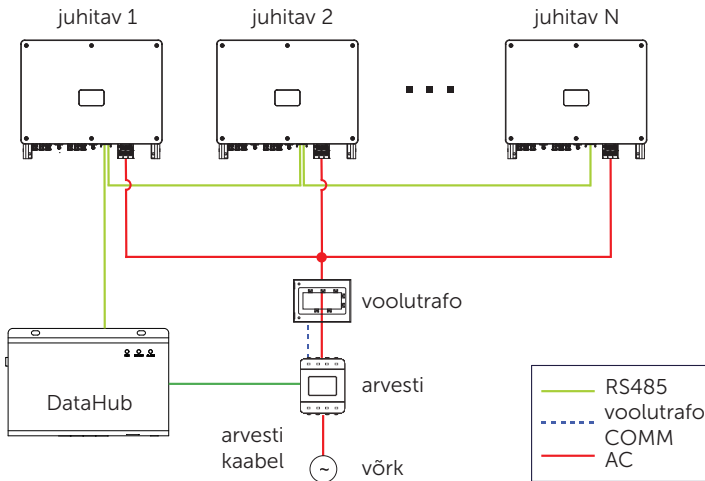 juhitav 1
juhitav 2
juhitav N
voolutrafo
arvesti
DataHub
arvesti
kaabel
võrk
RS485
voolutrafo
COMM
AC